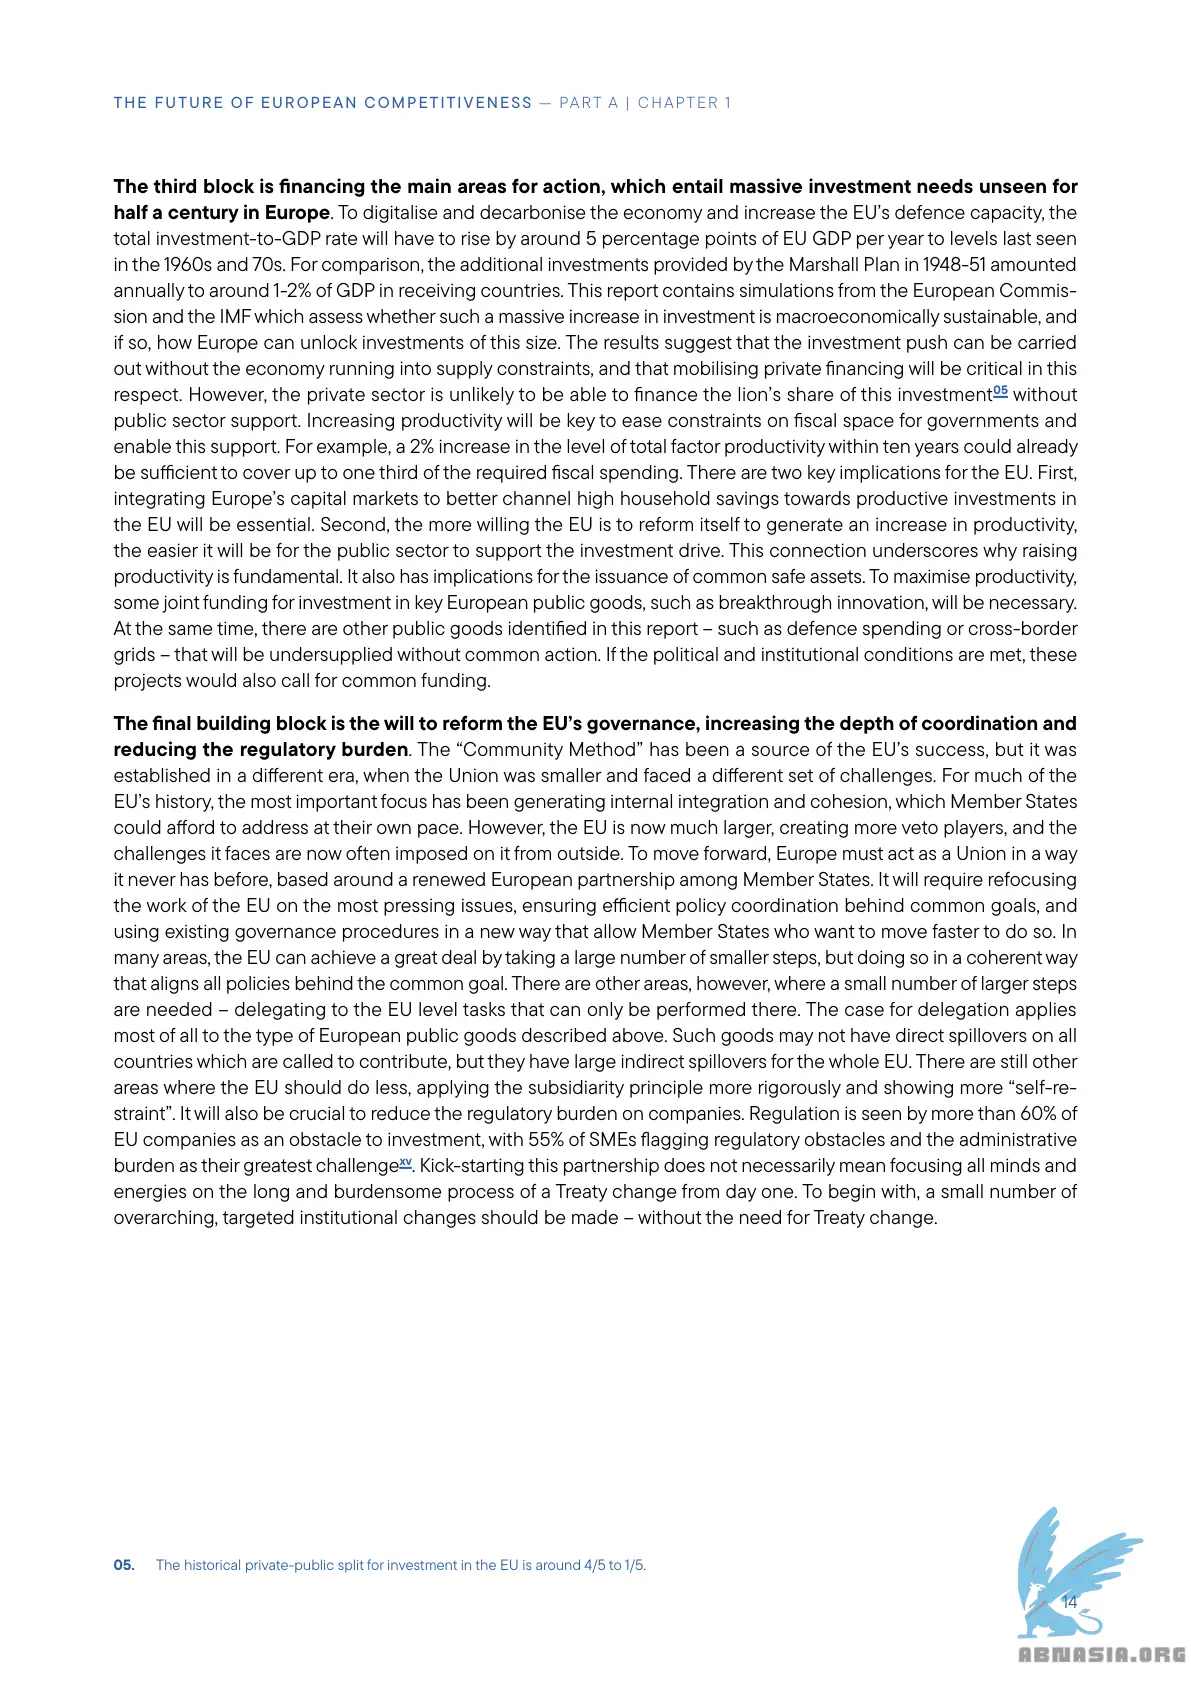 THE FUTURE OF EUROPEAN COMPETITIVENESS — PART A | CHAPTER 1
The third block is financing the main areas for action, which entail massive investment needs unseen for
half a century in Europe. To digitalise and decarbonise the economy and increase the EU’s defence capacity, the
total investment-to-GDP rate will have to rise by around 5 percentage points of EU GDP per year to levels last seen
in the 1960s and 70s. For comparison, the additional investments provided by the Marshall Plan in 1948-51 amounted
annually to around 1-2% of GDP in receiving countries. This report contains simulations from the European Commis-
sion and the IMF which assess whether such a massive increase in investment is macroeconomically sustainable, and
if so, how Europe can unlock investments of this size. The results suggest that the investment push can be carried
out without the economy running into supply constraints, and that mobilising private financing will be critical in this
respect. However, the private sector is unlikely to be able to finance the lion’s share of this investment05 without
public sector support. Increasing productivity will be key to ease constraints on fiscal space for governments and
enable this support. For example, a 2% increase in the level of total factor productivity within ten years could already
be sufficient to cover up to one third of the required fiscal spending. There are two key implications for the EU. First,
integrating Europe’s capital markets to better channel high household savings towards productive investments in
the EU will be essential. Second, the more willing the EU is to reform itself to generate an increase in productivity,
the easier it will be for the public sector to support the investment drive. This connection underscores why raising
productivity is fundamental. It also has implications for the issuance of common safe assets. To maximise productivity,
some joint funding for investment in key European public goods, such as breakthrough innovation, will be necessary.
At the same time, there are other public goods identified in this report – such as defence spending or cross-border
grids – that will be undersupplied without common action. If the political and institutional conditions are met, these
projects would also call for common funding.
The final building block is the will to reform the EU’s governance, increasing the depth of coordination and
reducing the regulatory burden. The “Community Method” has been a source of the EU’s success, but it was
established in a different era, when the Union was smaller and faced a different set of challenges. For much of the
EU’s history, the most important focus has been generating internal integration and cohesion, which Member States
could afford to address at their own pace. However, the EU is now much larger, creating more veto players, and the
challenges it faces are now often imposed on it from outside. To move forward, Europe must act as a Union in a way
it never has before, based around a renewed European partnership among Member States. It will require refocusing
the work of the EU on the most pressing issues, ensuring efficient policy coordination behind common goals, and
using existing governance procedures in a new way that allow Member States who want to move faster to do so. In
many areas, the EU can achieve a great deal by taking a large number of smaller steps, but doing so in a coherent way
that aligns all policies behind the common goal. There are other areas, however, where a small number of larger steps
are needed – delegating to the EU level tasks that can only be performed there. The case for delegation applies
most of all to the type of European public goods described above. Such goods may not have direct spillovers on all
countries which are called to contribute, but they have large indirect spillovers for the whole EU. There are still other
areas where the EU should do less, applying the subsidiarity principle more rigorously and showing more “self-re-
straint”. It will also be crucial to reduce the regulatory burden on companies. Regulation is seen by more than 60% of
EU companies as an obstacle to investment, with 55% of SMEs flagging regulatory obstacles and the administrative
burden as their greatest challengexv. Kick-starting this partnership does not necessarily mean focusing all minds and
energies on the long and burdensome process of a Treaty change from day one. To begin with, a small number of
overarching, targeted institutional changes should be made – without the need for Treaty change.
05. The historical private-public split for investment in the EU is around 4/5 to 1/5.
14
ABNASIA.ORG